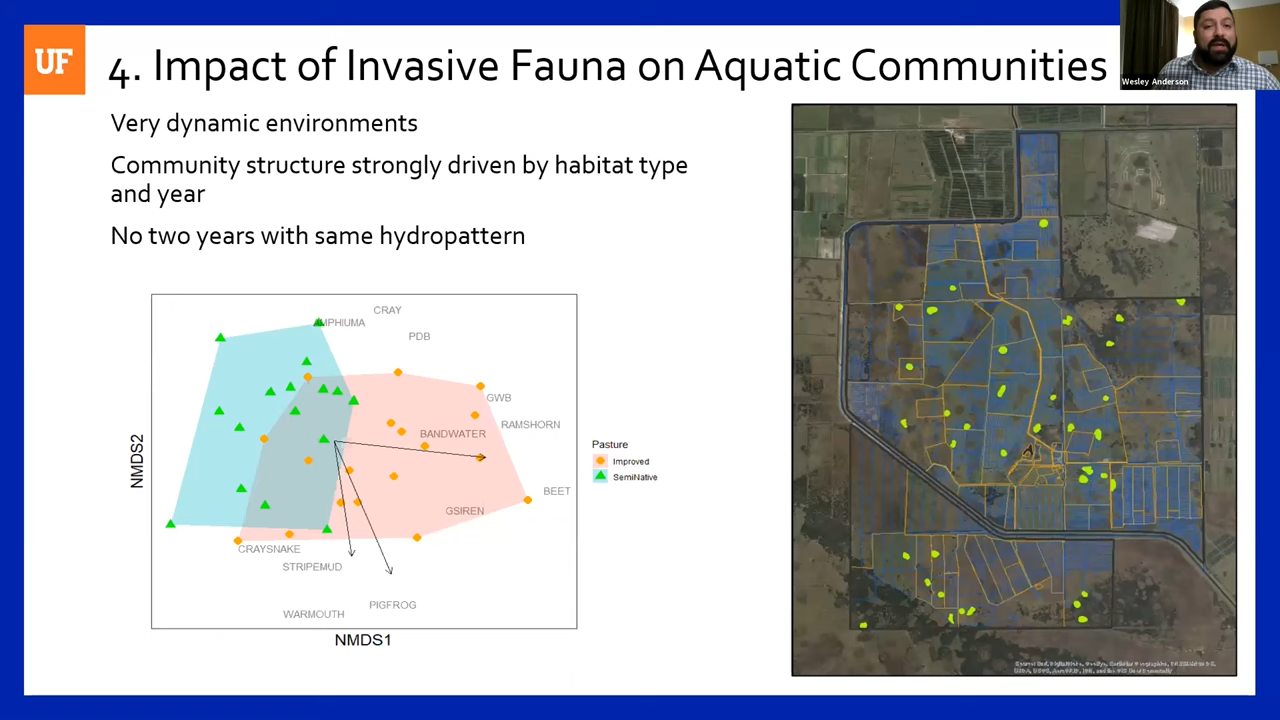 UF
4. Impact of Invasive Fauna on Aquatic Communities
Wesley Anderson
Very dynamic environments
Community structure strongly driven by habitat type
and year
No two years with same hydropattern
CRAY
AMPHIUMA
PDB
GWB
RAMSHORN
BANDWATER
BEET
GSIREN
CRAYSNAKE
STRIPEMUD
PIGFROG
WARMOUTH
NMDS2
NMDS1
Pasture
Improved
SemiNative